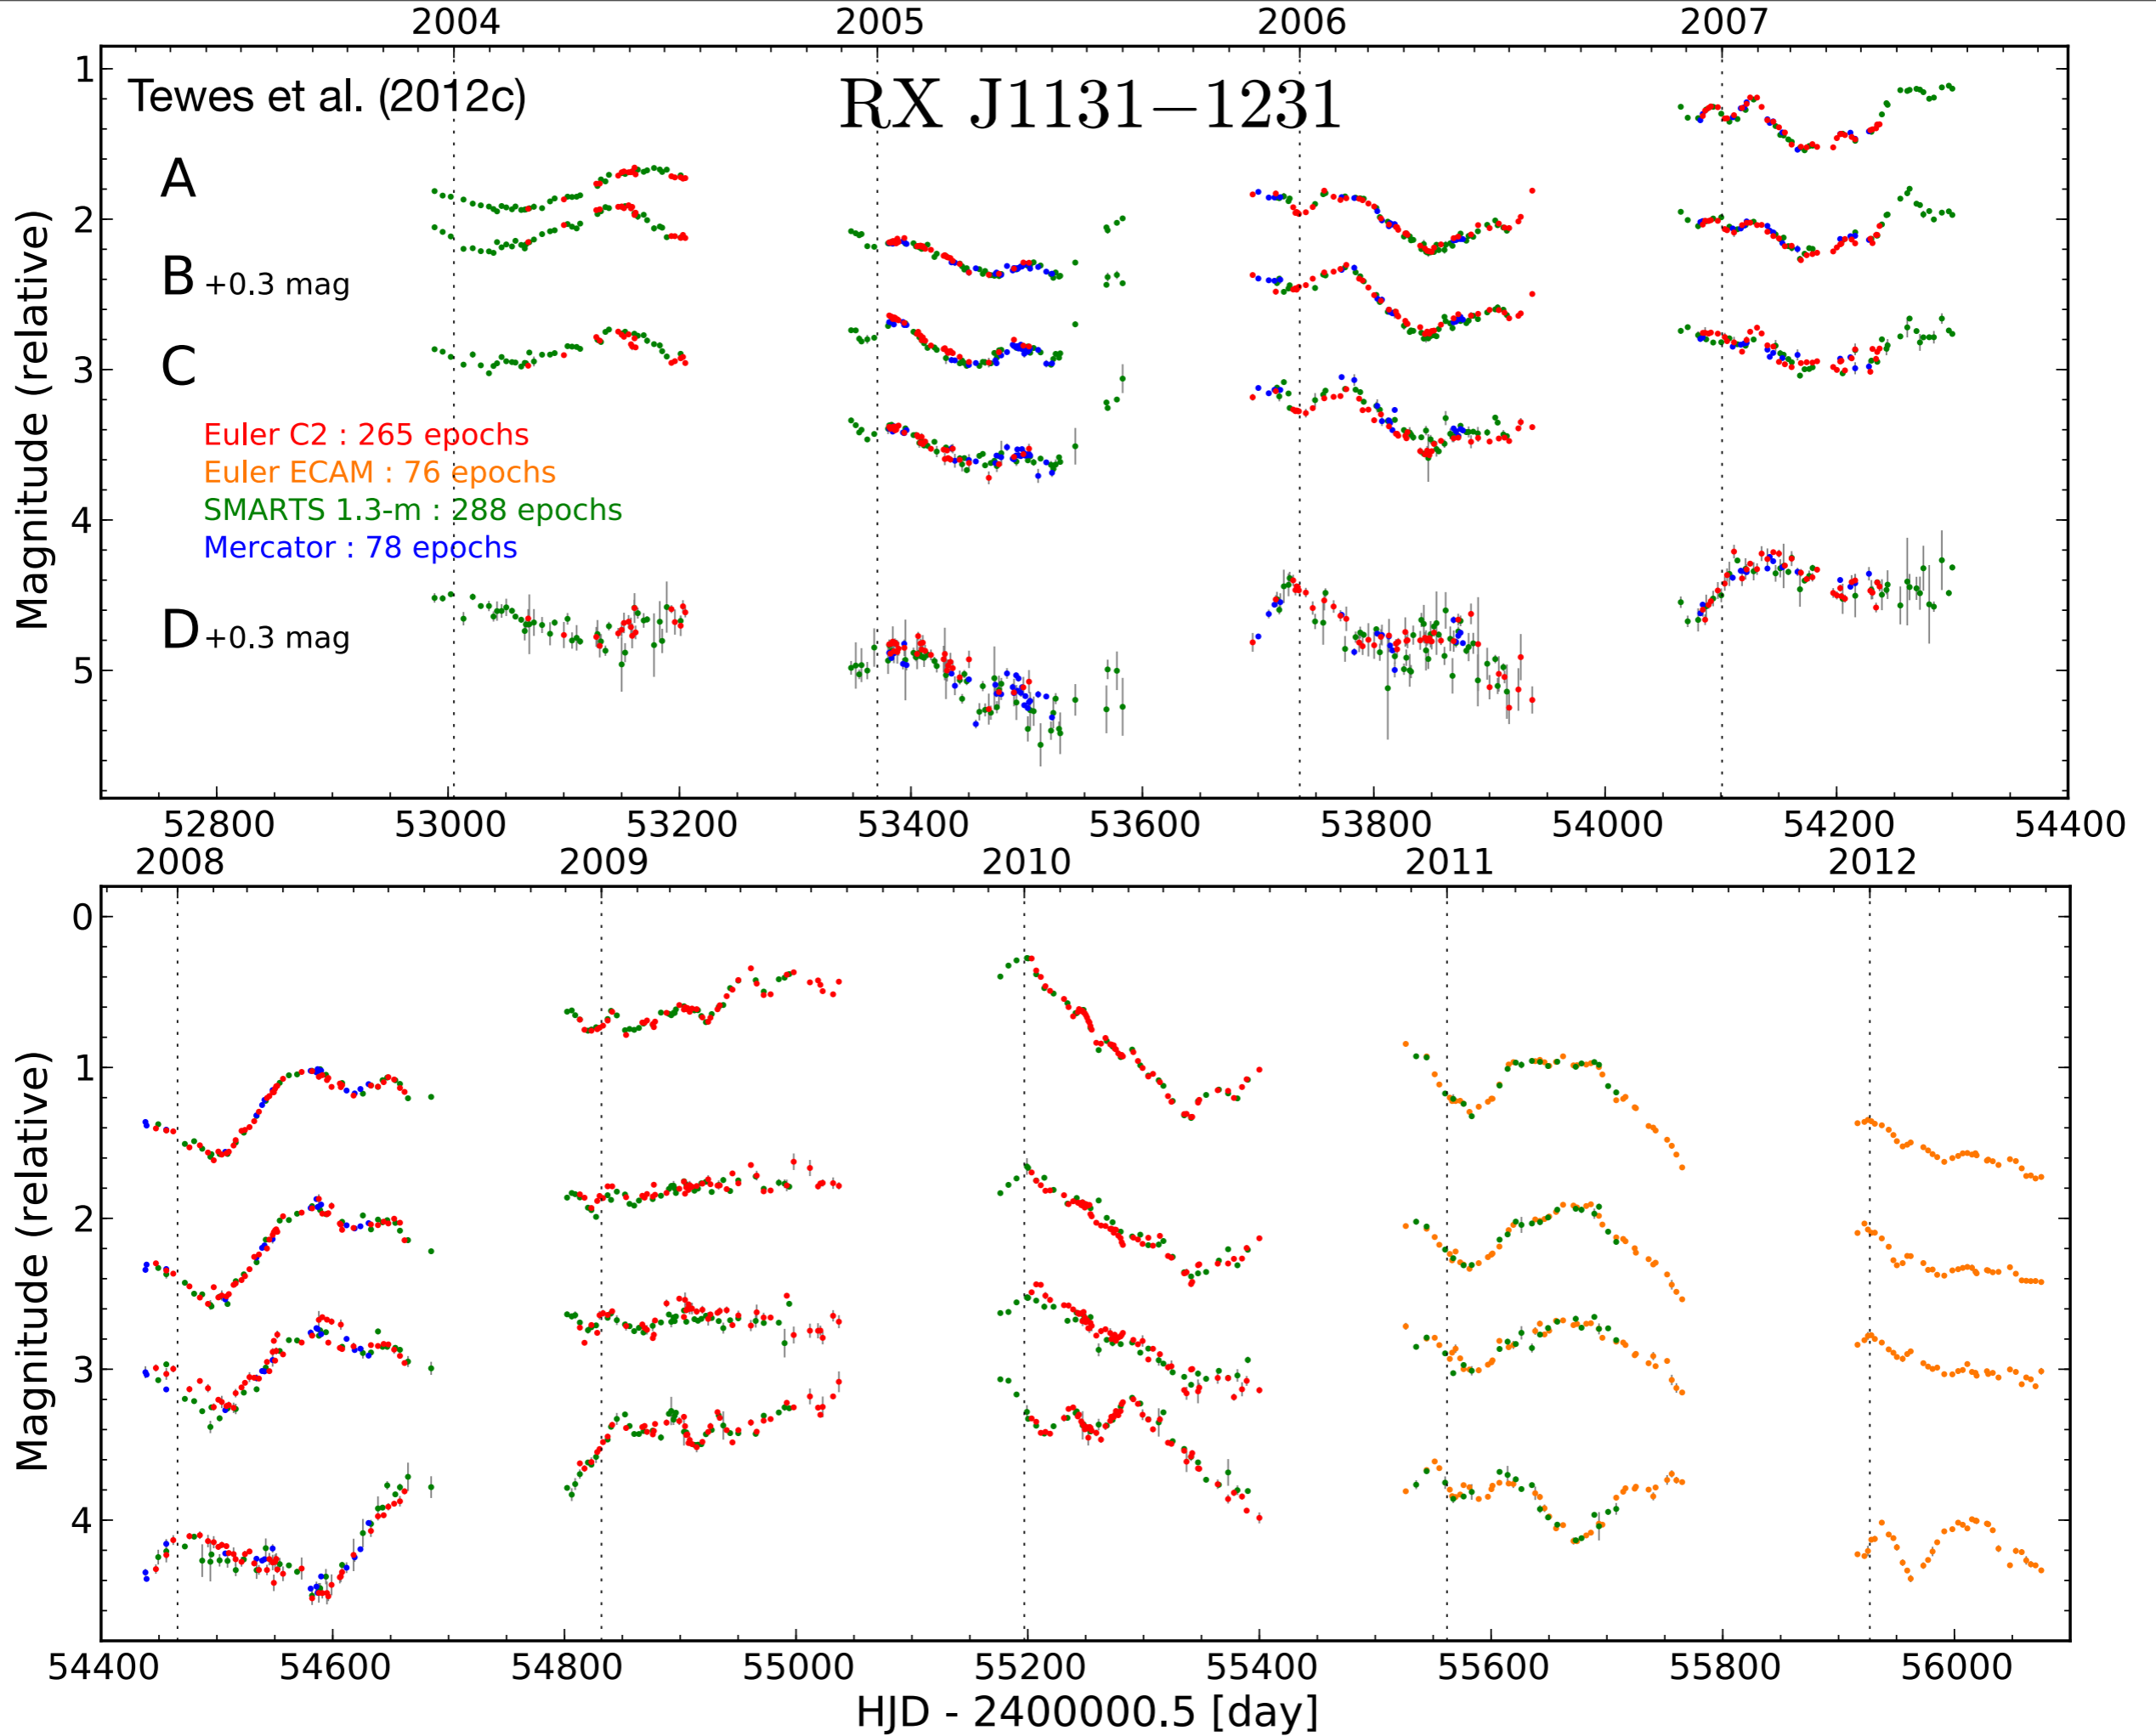 2004 2005 2006 2007
Tewes et al. (2012c)
RX J1131−1231
A
B +0.3 mag
C
Euler C2 : 265 epochs
Euler ECAM : 76 epochs
SMARTS 1.3-m : 288 epochs
Mercator : 78 epochs
D +0.3 mag
Magnitude (relative)
1
2
3
4
5
52800 53000 53200 53400 53600 53800 54000 54200 54400
2008 2009 2010 2011 2012
Magnitude (relative)
0
1
2
3
4
54400 54600 54800 55000 55200 55400 55600 55800 56000
HJD - 2400000.5 [day]